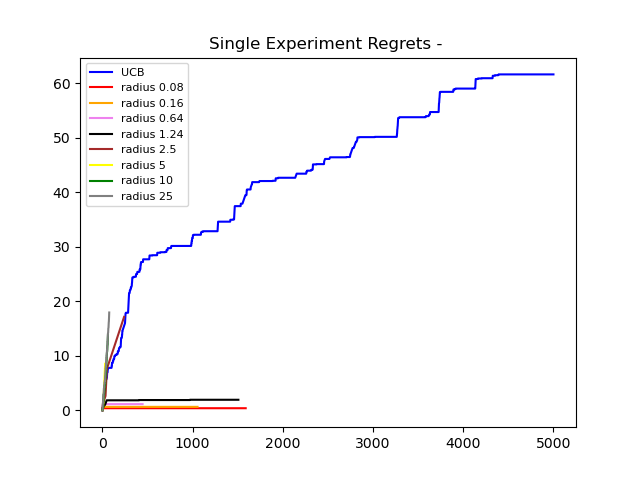 Single Experiment Regrets -
UCB
radius 0.08
radius 0.16
radius 0.64
radius 1.24
radius 2.5
radius 5
radius 10
radius 25
60
50
40
30
20
10
0
0 1000 2000 3000 4000 5000